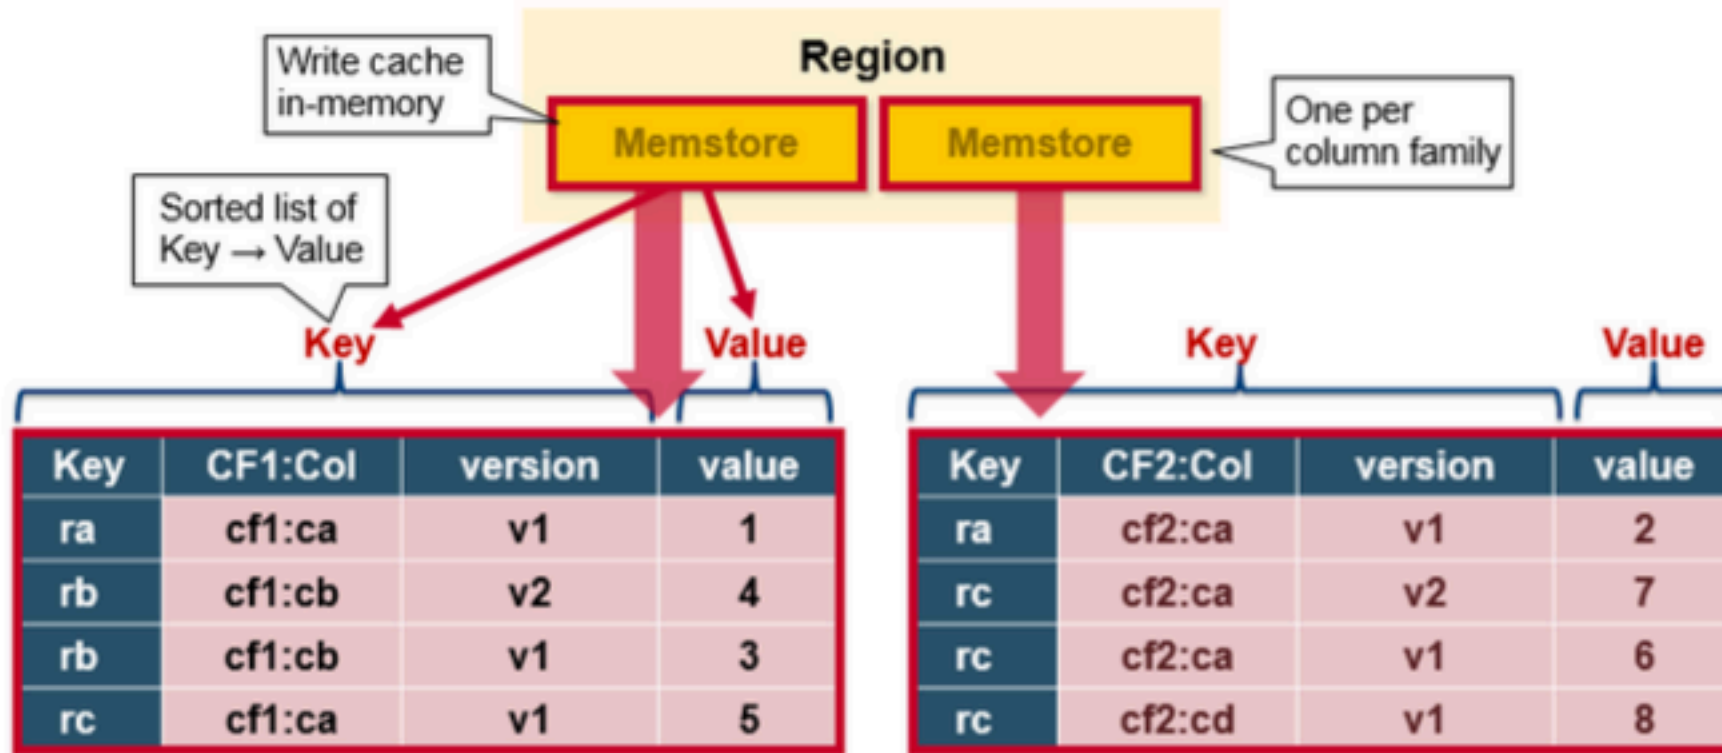 Region
Write cache
in-memory
Memstore
Memstore
One per
column family
Sorted list of
Key → Value
Key
Value
Key
Value
Key CF1:Col version value
ra cf1:ca v1 1
rb cf1:cb v2 4
rb cf1:cb v1 3
rc cf1:ca v1 5
Key CF2:Col version value
ra cf2:ca v1 2
rc cf2:ca v2 7
rc cf2:ca v1 6
rc cf2:cd v1 8